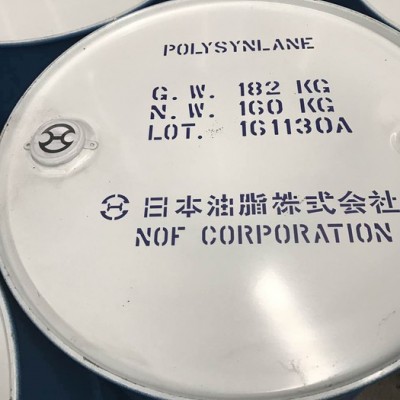 POLYSYNLANE
G. W. 182 KG
N. W. 160 KG
LOT. 161130A
日本油脂株式会社
NOF CORPORATION